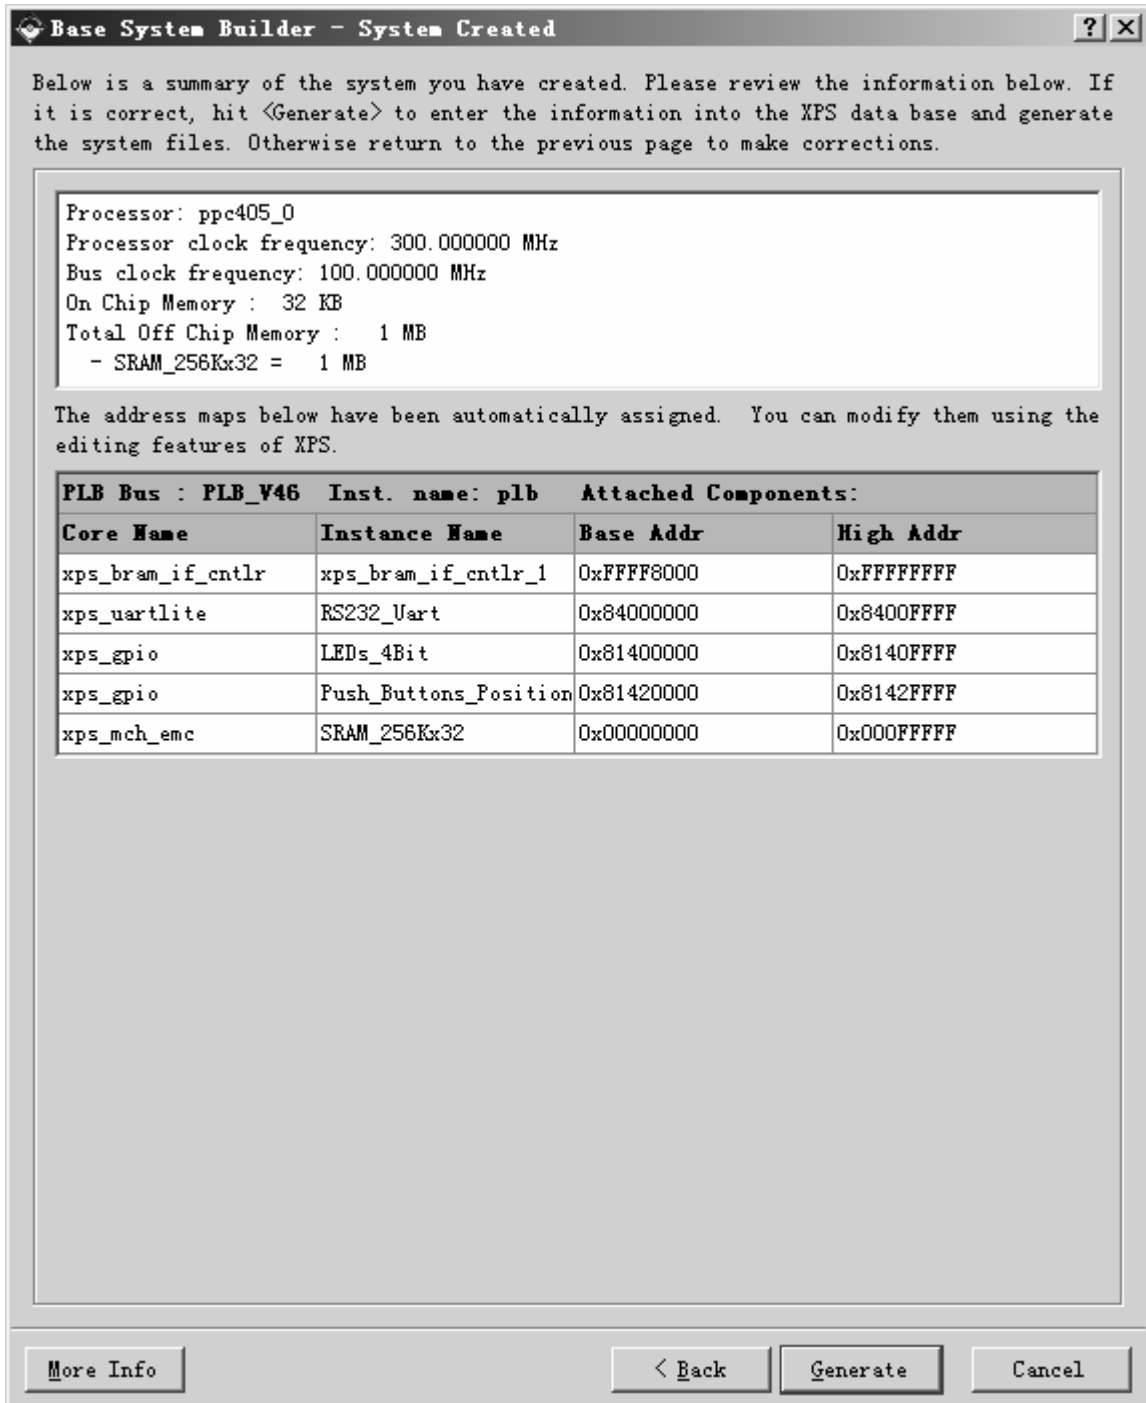 Base System Builder - System Created
Below is a summary of the system you have created. Please review the information below. If
it is correct, hit <Generate> to enter the information into the XPS data base and generate
the system files. Otherwise return to the previous page to make corrections.
Processor: ppc405_0
Processor clock frequency: 300.000000 MHz
Bus clock frequency: 100.000000 MHz
On Chip Memory : 32 KB
Total Off Chip Memory : 1 MB
- SRAM_256Kx32 = 1 MB
The address maps below have been automatically assigned. You can modify them using the
editing features of XPS.
PLB Bus : PLB_V46 Inst. name: plb Attached Components:
Core Name Instance Name Base Addr High Addr
xps_bram_if_cntlr xps_bram_if_cntlr_1 0xFFFF8000 0xFFFFFFFF
xps_uartlite RS232_Uart 0x84000000 0x8400FFFF
xps_gpio LEDs_4Bit 0x81400000 0x8140FFFF
xps_gpio Push_Buttons_Position 0x81420000 0x8142FFFF
xps_mch_emc SRAM_256Kx32 0x00000000 0x000FFFFF
More Info < Back Generate Cancel